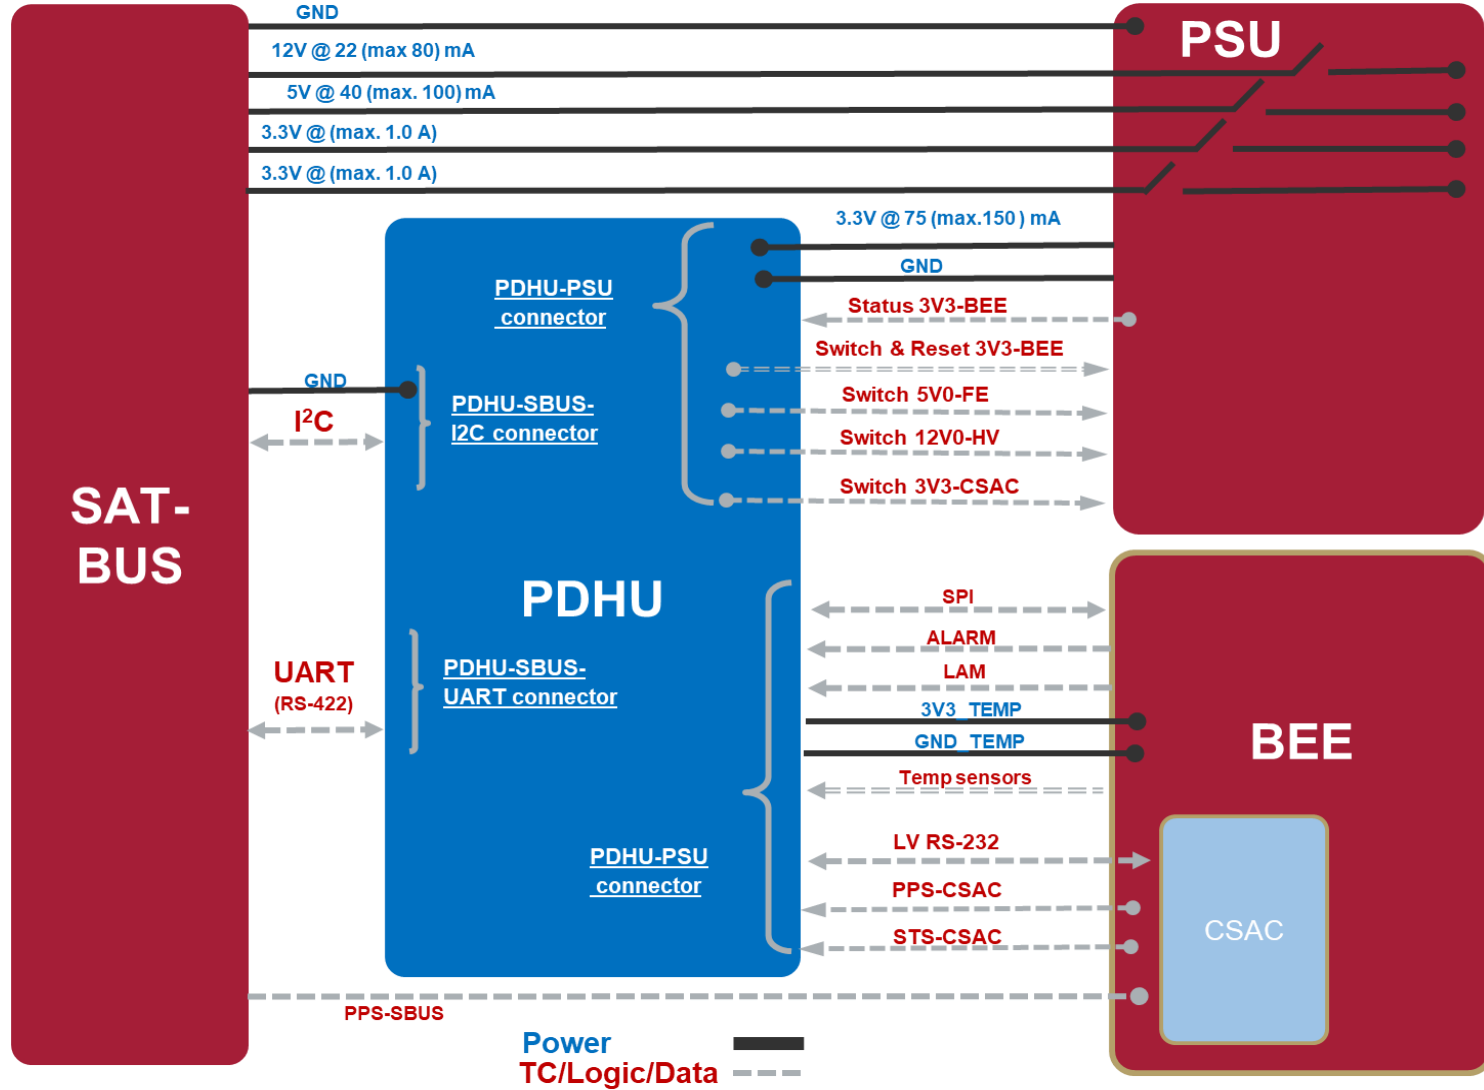 GND
PSU
12V @ 22 (max 80) mA
5V @ 40 (max. 100) mA
3.3V @ (max. 1.0 A)
3.3V @ (max. 1.0 A)
3.3V @ 75 (max.150 ) mA
GND
PDHU-PSU
connector
Status 3V3-BEE
Switch & Reset 3V3-BEE
GND
Switch 5V0-FE
I²C
PDHU-SBUS-
I2C connector
Switch 12V0-HV
Switch 3V3-CSAC
SAT-
BUS
PDHU
SPI
ALARM
UART
(RS-422)
PDHU-SBUS-
UART connector
LAM
3V3_TEMP
GND_TEMP
BEE
Temp sensors
LV RS-232
PDHU-PSU
connector
PPS-CSAC
STS-CSAC
CSAC
PPS-SBUS
Power
TC/Logic/Data